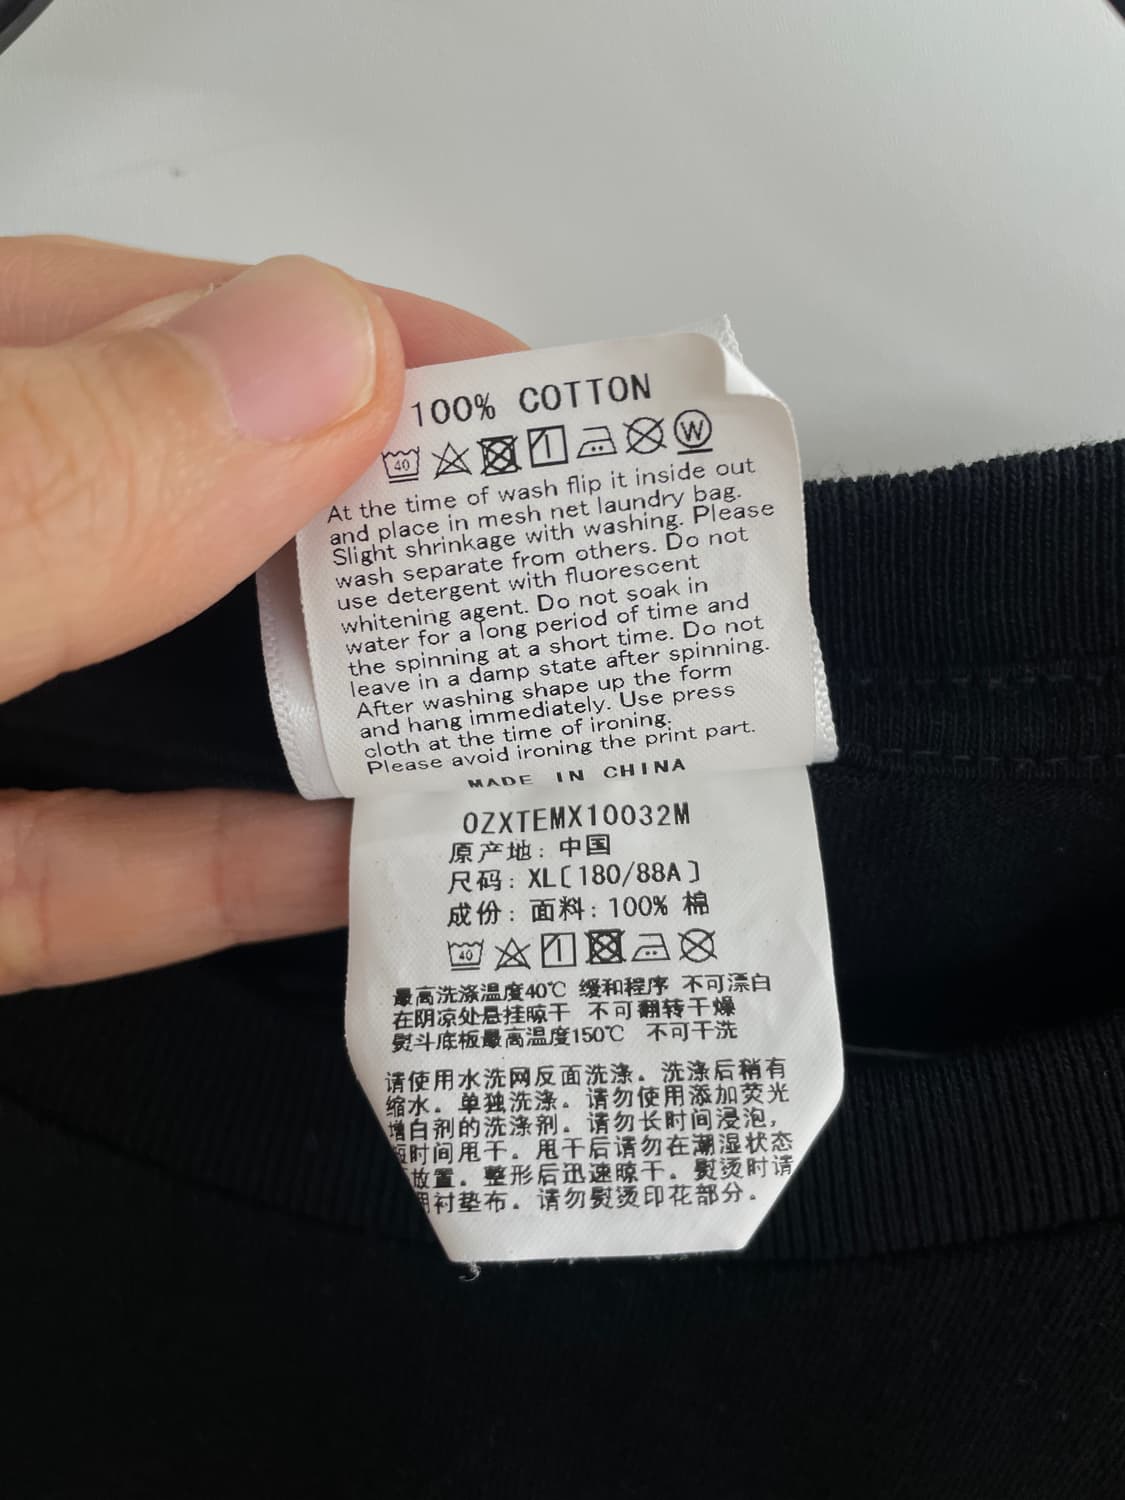 100% COTTON
40 W
At the time of wash flip it inside out
and place in mesh net laundry bag.
Slight shrinkage with washing. Please
wash separate from others. Do not
use detergent with fluorescent
whitening agent. Do not soak in
water for a long period of time and
the spinning at a short time. Do not
leave in a damp state after spinning.
After washing shape up the form
and hang immediately. Use press
cloth at the time of ironing.
Please avoid ironing the print part.
MADE IN CHINA
OZXTEMX10032M
原产地: 中国
尺码: XL[180/88A]
成份: 面料: 100% 棉
40
最高洗涤温度40℃ 缓和程序 不可漂白
在阴凉处悬挂晾干 不可翻转干燥
熨斗底板最高温度150℃ 不可干洗
请使用水洗网反面洗涤。洗涤后稍有
缩水。单独洗涤。请勿使用添加荧光
增白剂的洗涤剂。请勿长时间浸泡,
短时间甩干。甩干后请勿在潮湿状态
放置。整形后迅速晾干。熨烫时请
用衬垫布。请勿熨烫印花部分。